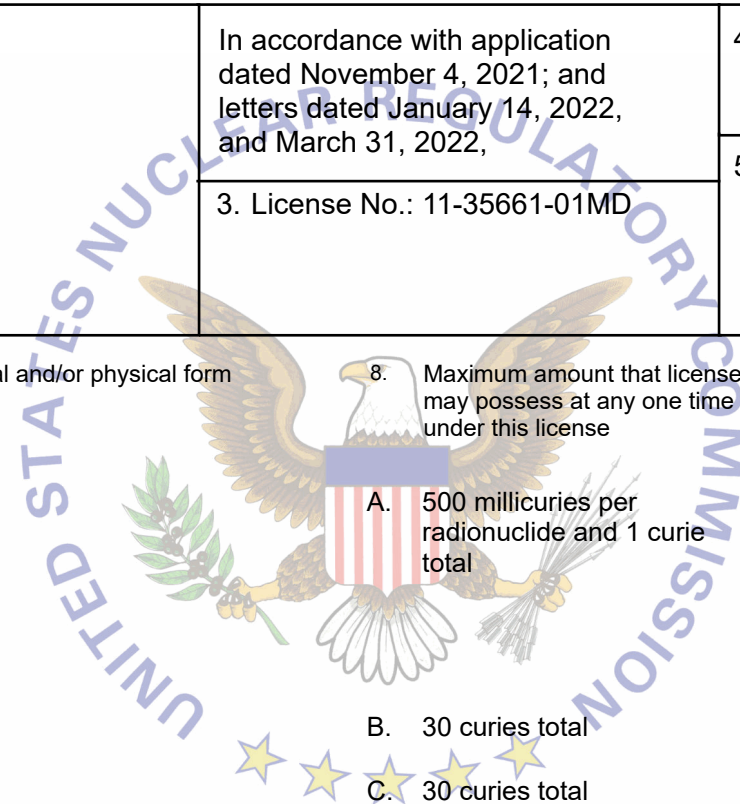 In accordance with application
dated November 4, 2021; and
letters dated January 14, 2022,
and March 31, 2022,
4
5
3. License No.: 11-35661-01MD
al and/or physical form
8. Maximum amount that license
may possess at any one time
under this license
A. 500 millicuries per
radionuclide and 1 curie
total
B. 30 curies total
C. 30 curies total
UNITED STATES NUCLEAR REGULATORY COMMISSION